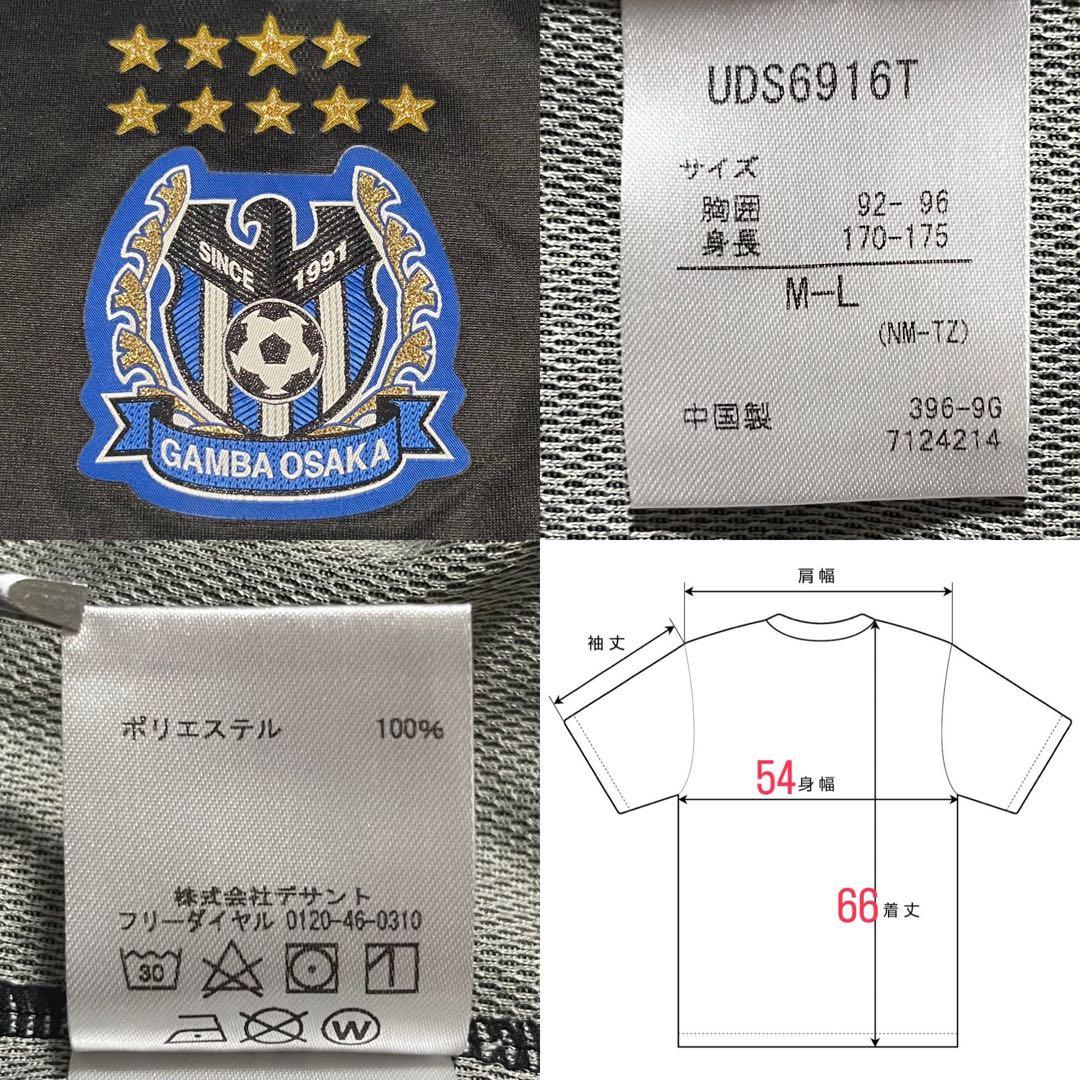 SINCE 1991
GAMBA OSAKA
UDS6916T
サイズ
胸囲 92- 96
身長 170-175
M-L
(NM-TZ)
中国製 396-9G
7124214
ポリエステル 100%
株式会社デサント
フリーダイヤル 0120-46-0310
30
W
肩幅
袖丈
54身幅
66着丈